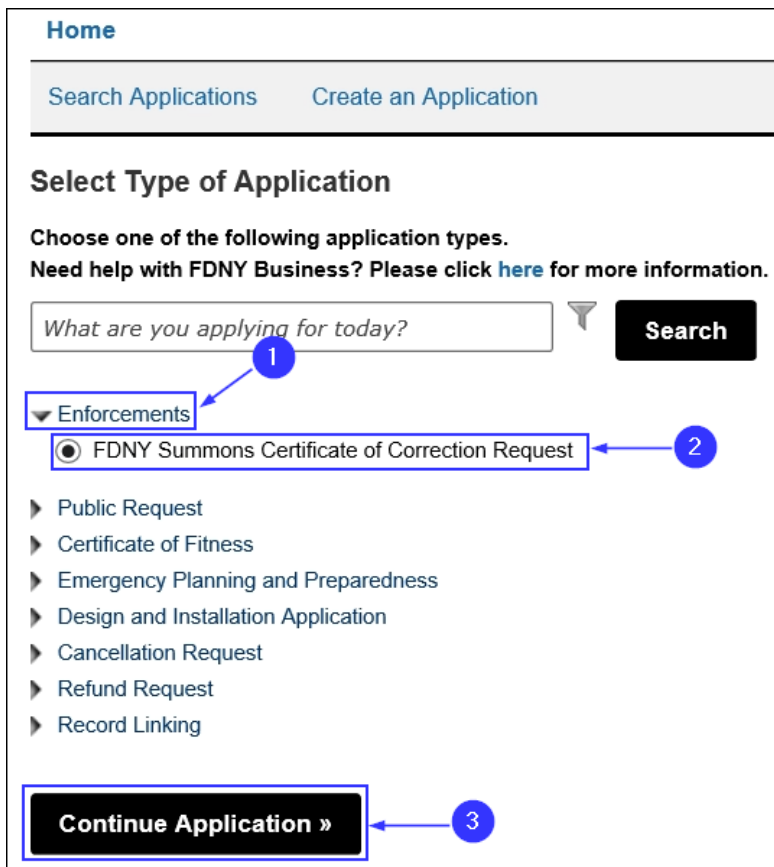 Home
Search Applications Create an Application
Select Type of Application
Choose one of the following application types.
Need help with FDNY Business? Please click here for more information.
What are you applying for today?
Search
1
Enforcements
FDNY Summons Certificate of Correction Request
2
Public Request
Certificate of Fitness
Emergency Planning and Preparedness
Design and Installation Application
Cancellation Request
Refund Request
Record Linking
Continue Application »
3